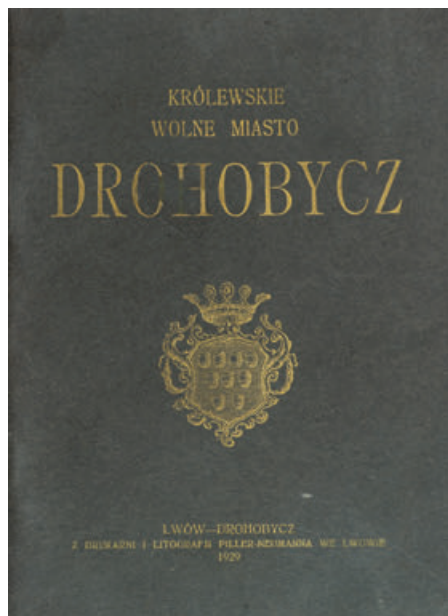 KRÓLEWSKIE
WOLNE MIASTO
DROHOBYCZ
LWÓW—DROHOBYCZ
Z DRUKARNI I LITOGRAFII PILLER-NEUMANNA WE LWOWIE
1929